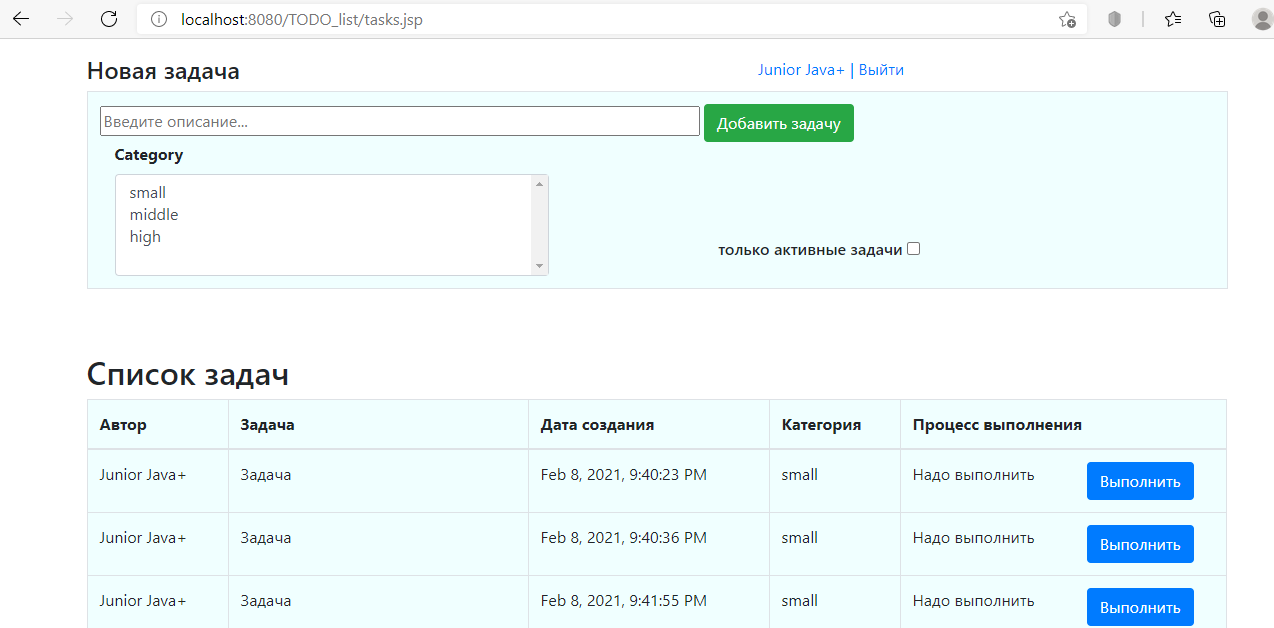 localhost:8080/TODO_list/tasks.jsp
Новая задача Junior Java+ | Выйти
Введите описание... Добавить задачу
Category
small
middle
high
только активные задачи
Список задач
Автор Задача Дата создания Категория Процесс выполнения
Junior Java+ Задача Feb 8, 2021, 9:40:23 PM small Надо выполнить Выполнить
Junior Java+ Задача Feb 8, 2021, 9:40:36 PM small Надо выполнить Выполнить
Junior Java+ Задача Feb 8, 2021, 9:41:55 PM small Надо выполнить Выполнить